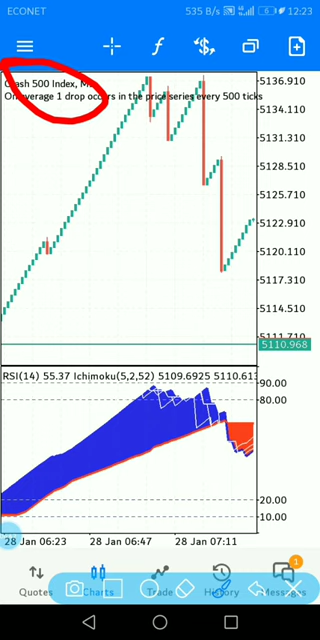 ECONET 535 B/s 12:23
Crash 500 Index, M
On average 1 drop occurs in the price series every 500 ticks
5136.910
5134.110
5131.310
5128.510
5125.710
5122.910
5120.110
5117.310
5114.510
5111.710
5110.968
RSI(14) 55.37 Ichimoku(5,2,52) 5109.6925
90.00
80.00
20.00
10.00
28 Jan 06:23 28 Jan 06:47 28 Jan 07:11
1
Quotes Charts Trade History Messages